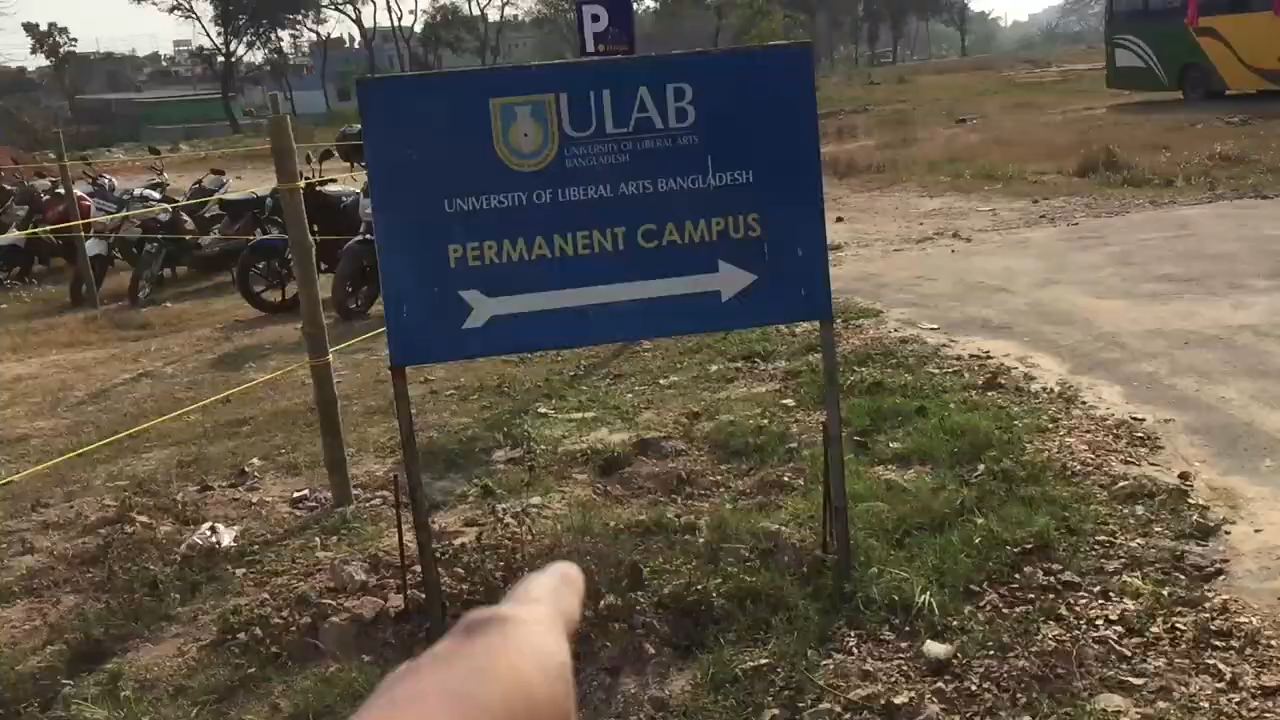 P
ULAB
UNIVERSITY OF LIBERAL ARTS
BANGLADESH
UNIVERSITY OF LIBERAL ARTS BANGLADESH
PERMANENT CAMPUS